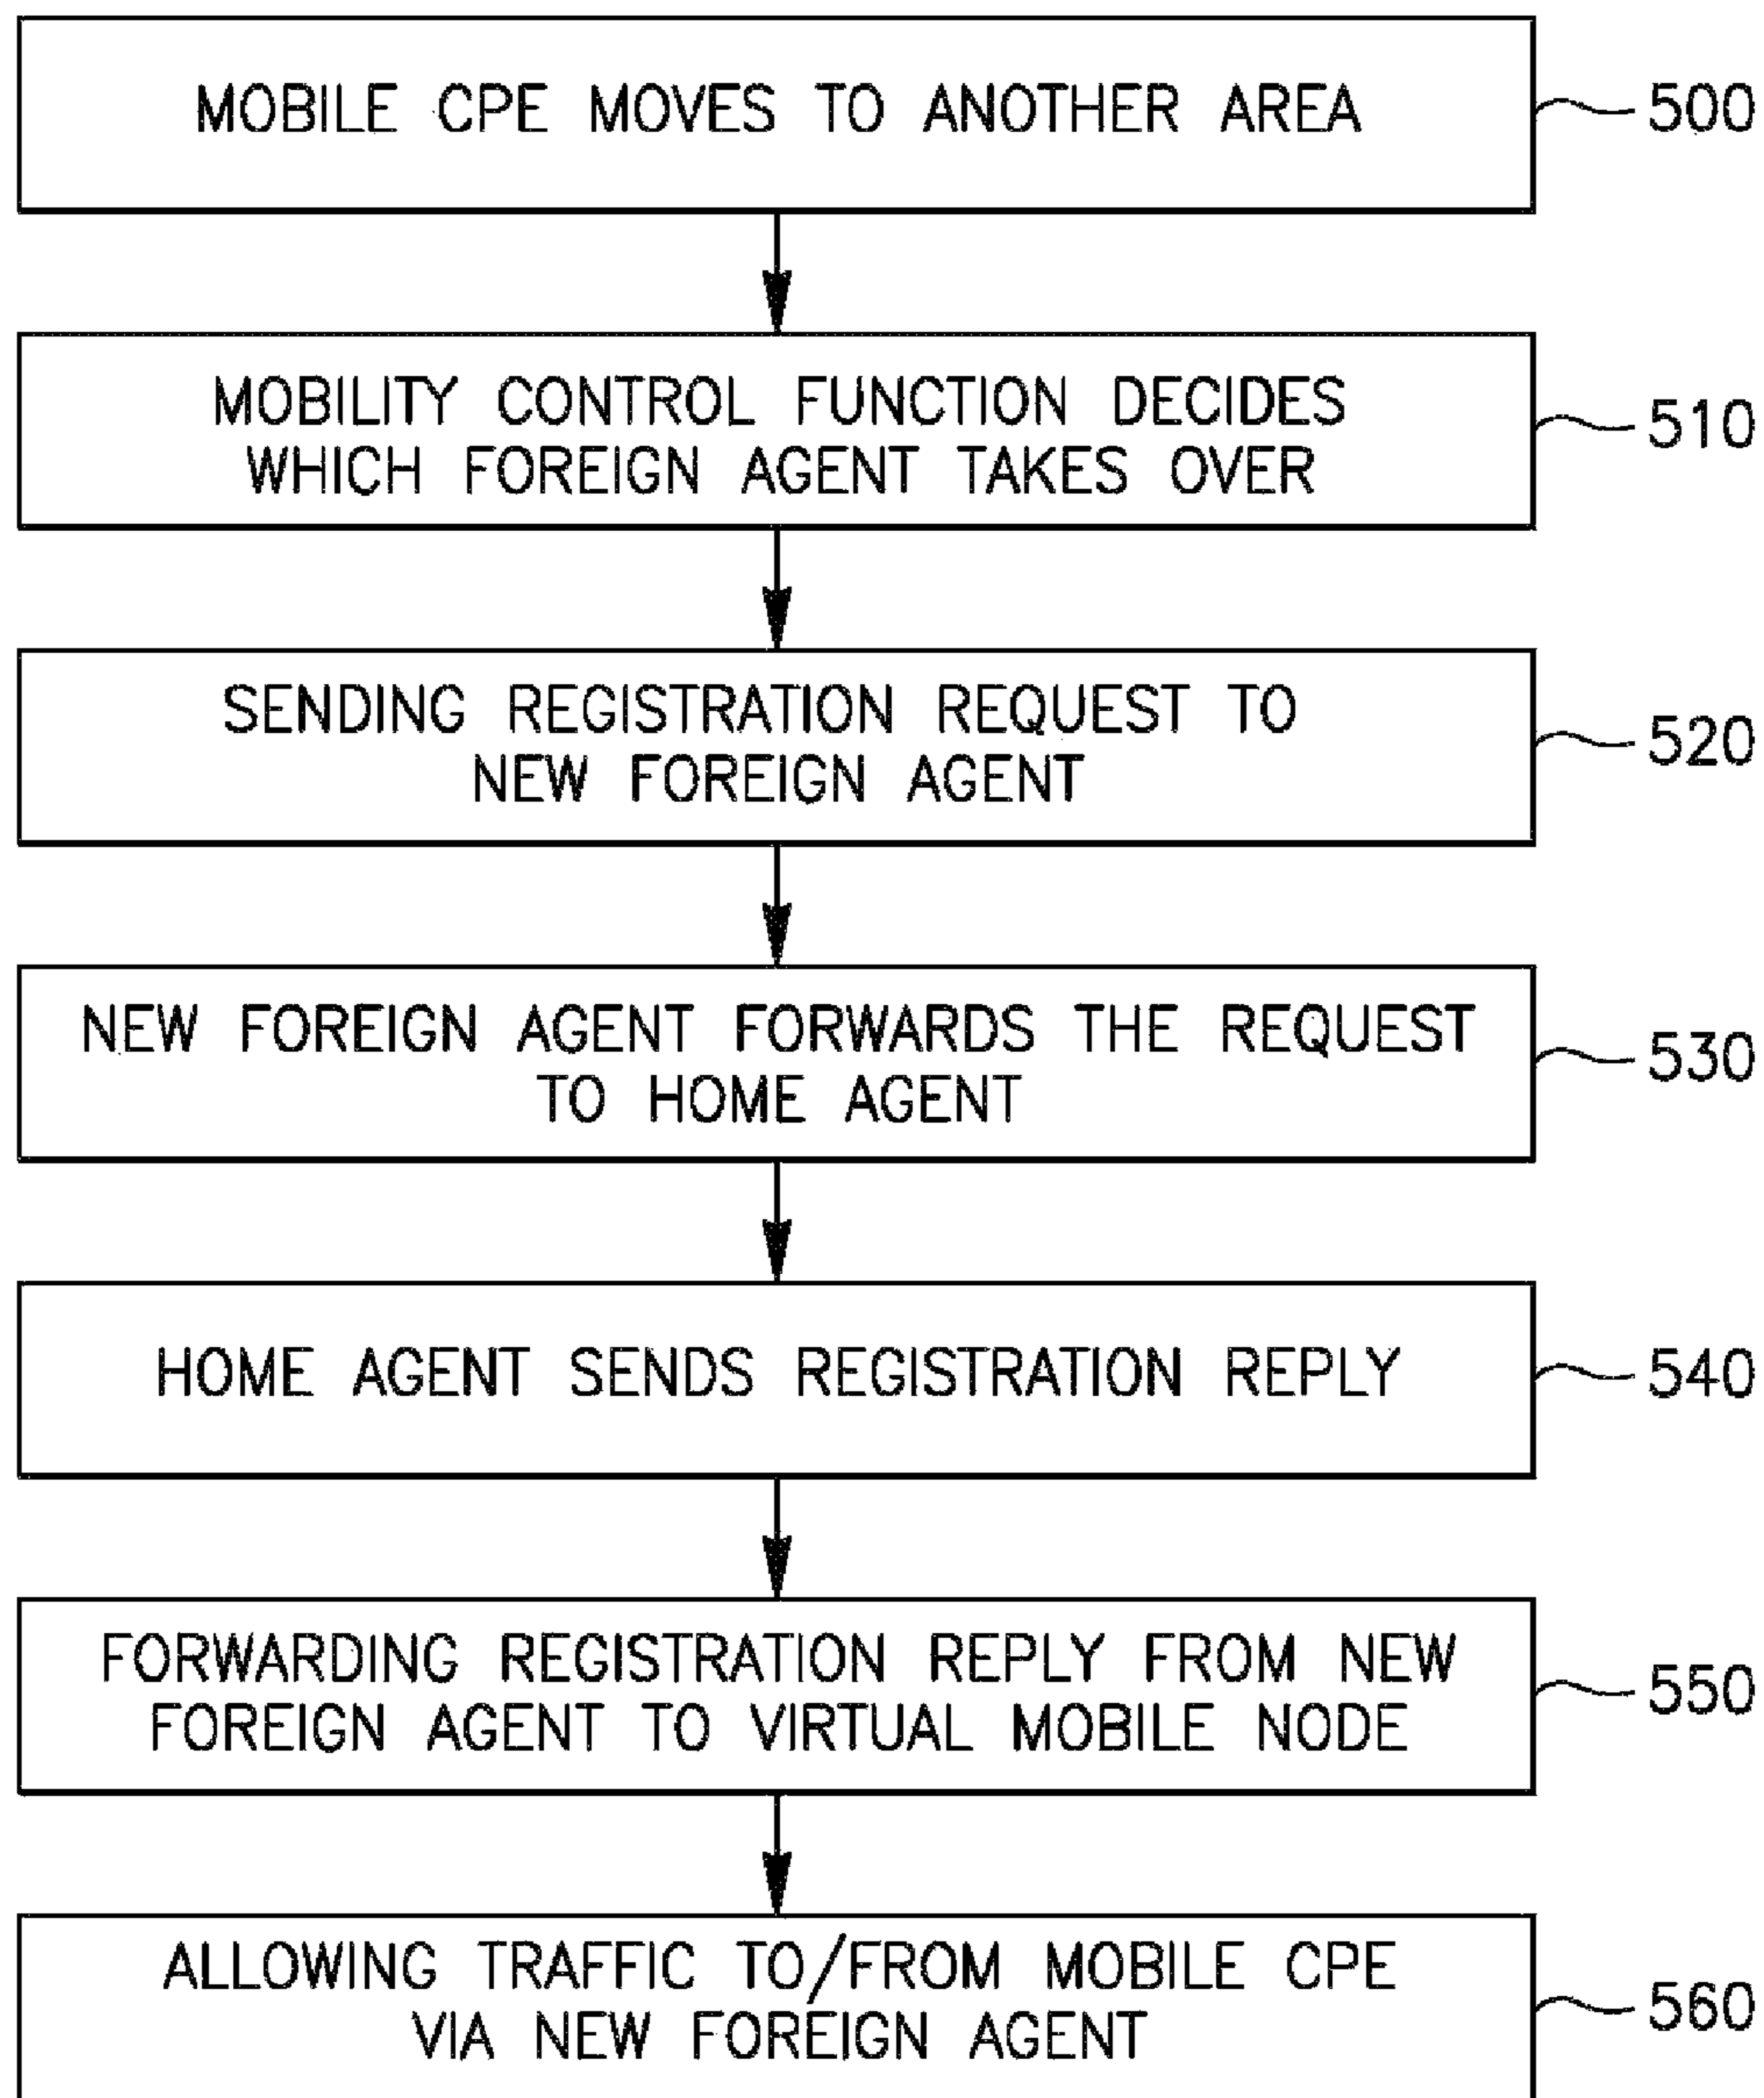 MOBILE CPE MOVES TO ANOTHER AREA
500
MOBILITY CONTROL FUNCTION DECIDES
WHICH FOREIGN AGENT TAKES OVER
510
SENDING REGISTRATION REQUEST TO
NEW FOREIGN AGENT
520
NEW FOREIGN AGENT FORWARDS THE REQUEST
TO HOME AGENT
530
HOME AGENT SENDS REGISTRATION REPLY
540
FORWARDING REGISTRATION REPLY FROM NEW
FOREIGN AGENT TO VIRTUAL MOBILE NODE
550
ALLOWING TRAFFIC TO/FROM MOBILE CPE
VIA NEW FOREIGN AGENT
560